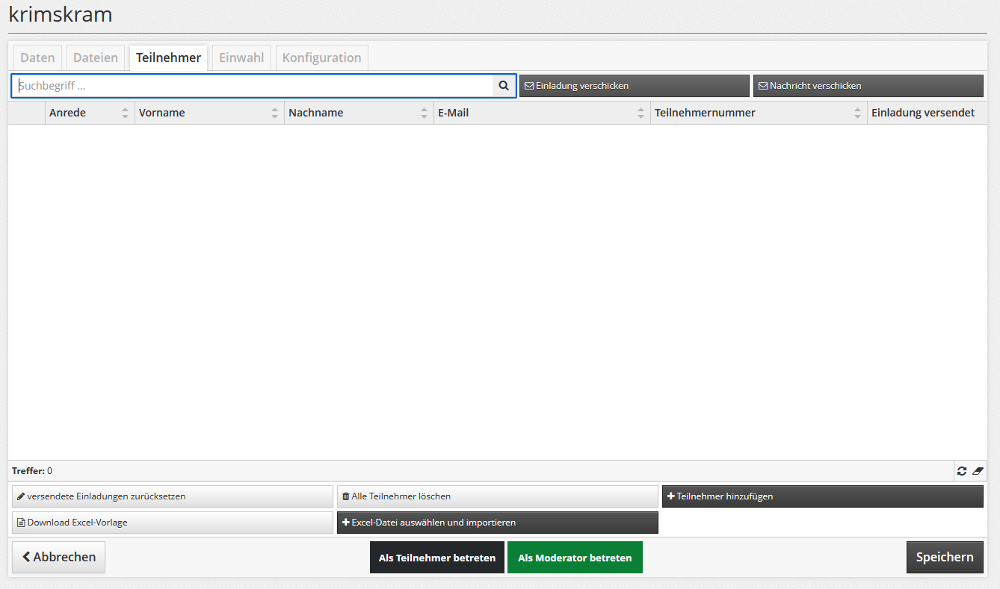 krimskram
Daten Dateien Teilnehmer Einwahl Konfiguration
Suchbegriff ... Einladung verschicken Nachricht verschicken
Anrede Vorname Nachname E-Mail Teilnehmernummer Einladung versendet
Treffer: 0
versendete Einladungen zurücksetzen Alle Teilnehmer löschen Teilnehmer hinzufügen
Download Excel-Vorlage Excel-Datei auswählen und importieren
Abbrechen Als Teilnehmer betreten Als Moderator betreten Speichern